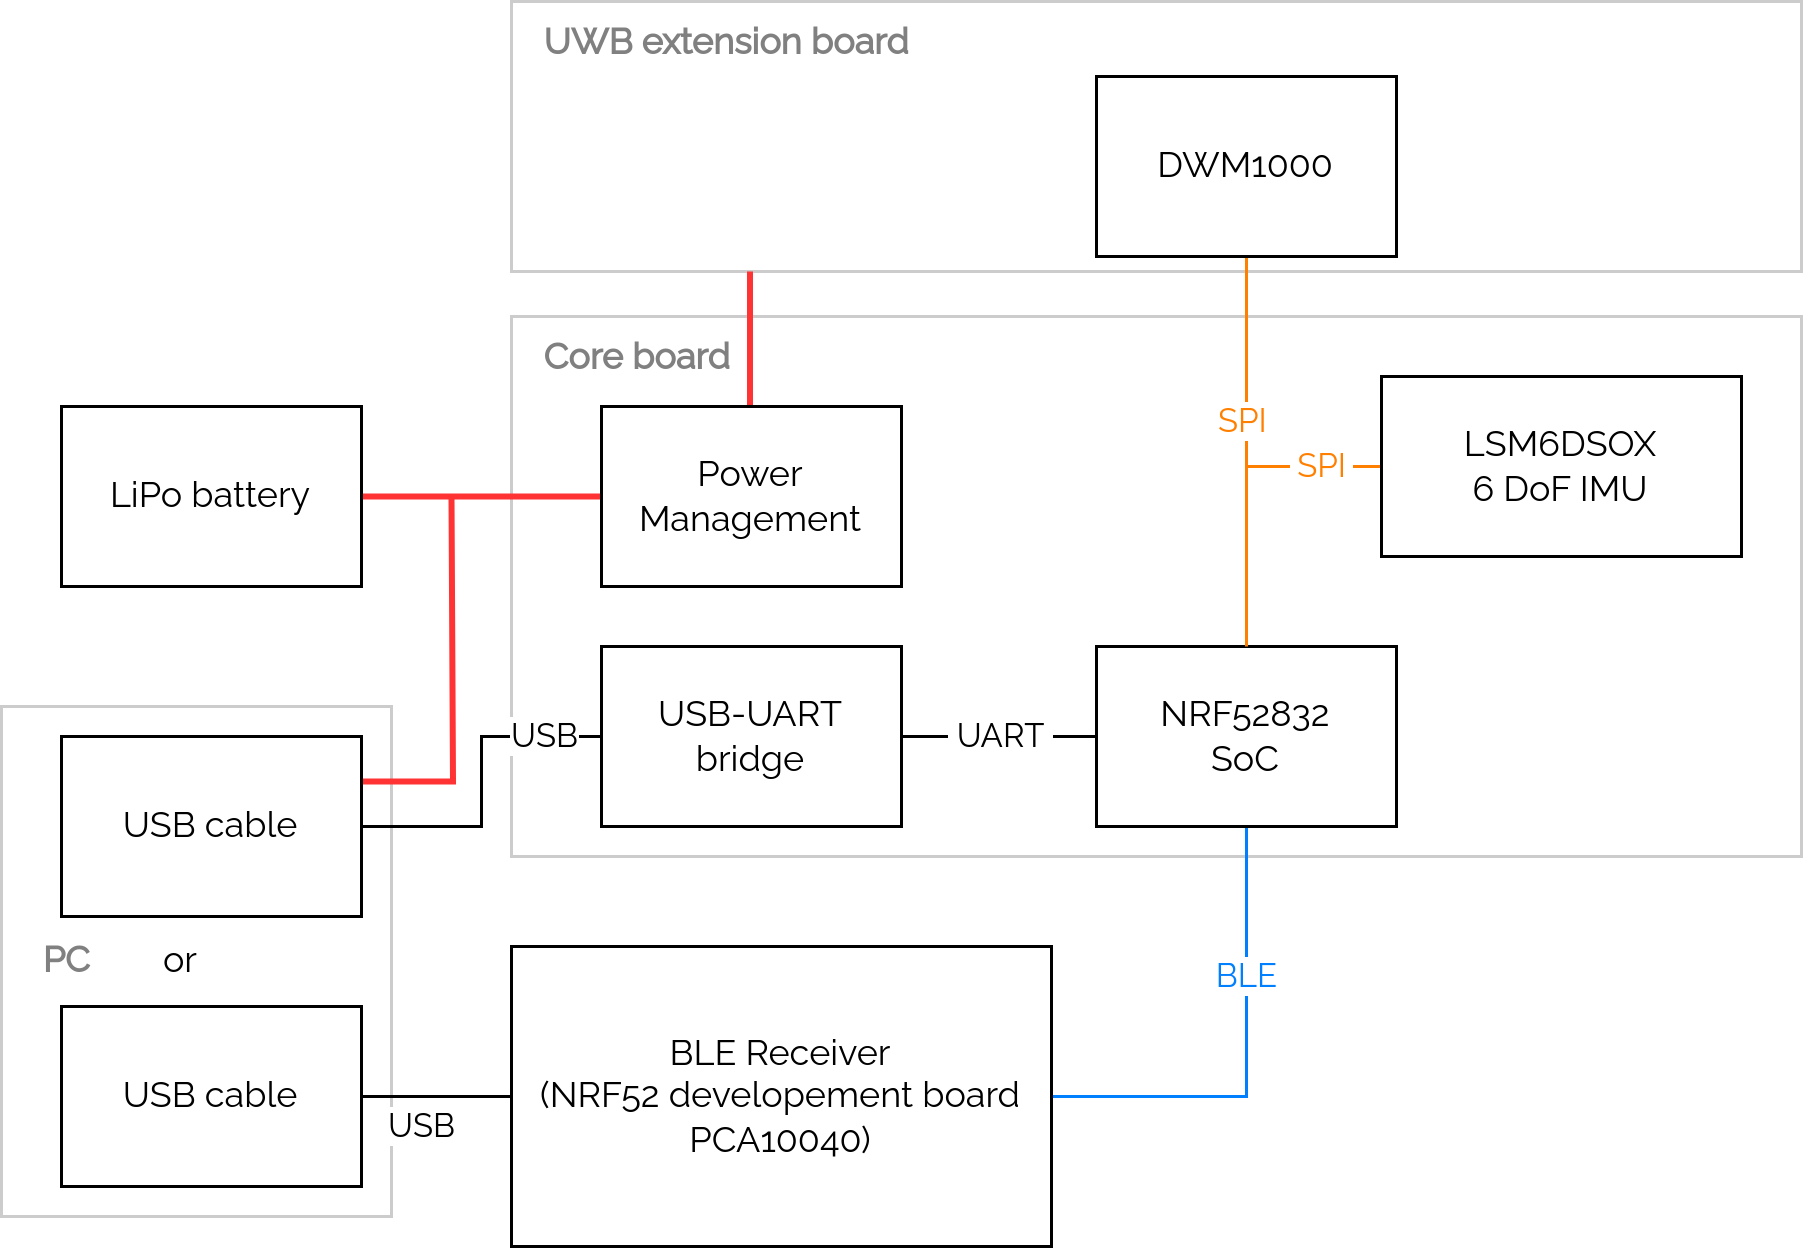 UWB extension board
DWM1000
Core board
SPI
SPI
LSM6DSOX
6 DoF IMU
LiPo battery
Power
Management
USB
USB-UART
bridge
UART
NRF52832
SoC
USB cable
PC
or
BLE
USB cable
USB
BLE Receiver
(NRF52 developement board
PCA10040)